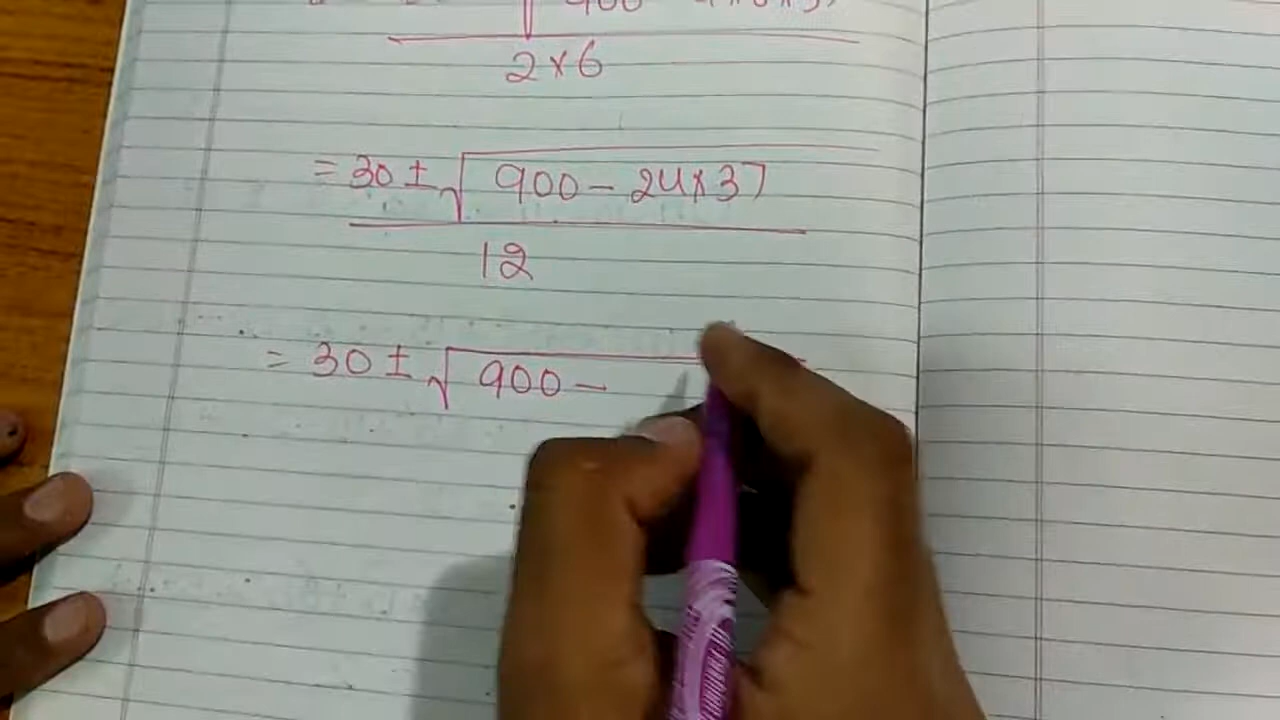 2×6
= 30 ± √900 - 24×37
12
= 30 ± √900 -